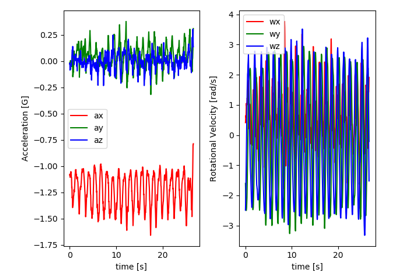 0.25
0.00
−0.25
−0.50
−0.75
−1.00
−1.25
−1.50
−1.75
Acceleration [G]
ax
ay
az
0 10 20
time [s]
4
3
2
1
0
−1
−2
−3
Rotational Velocity [rad/s]
wx
wy
wz
0 10 20
time [s]